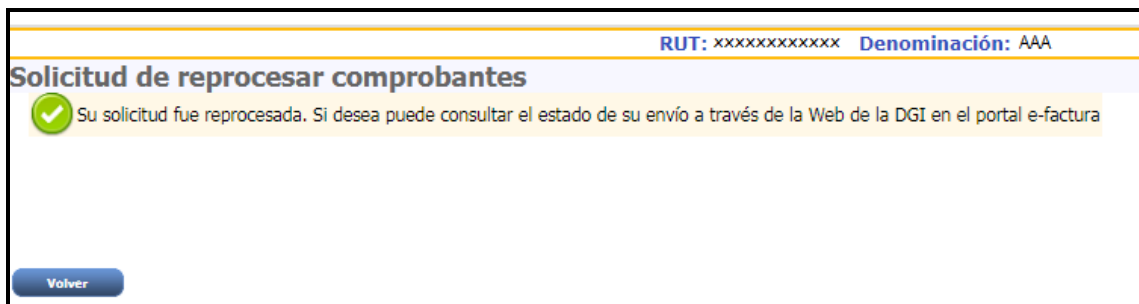 RUT: xxxxxxxxxxxx Denominación: AAA
Solicitud de reprocesar comprobantes
Su solicitud fue reprocesada. Si desea puede consultar el estado de su envío a través de la Web de la DGI en el portal e-factura
Volver